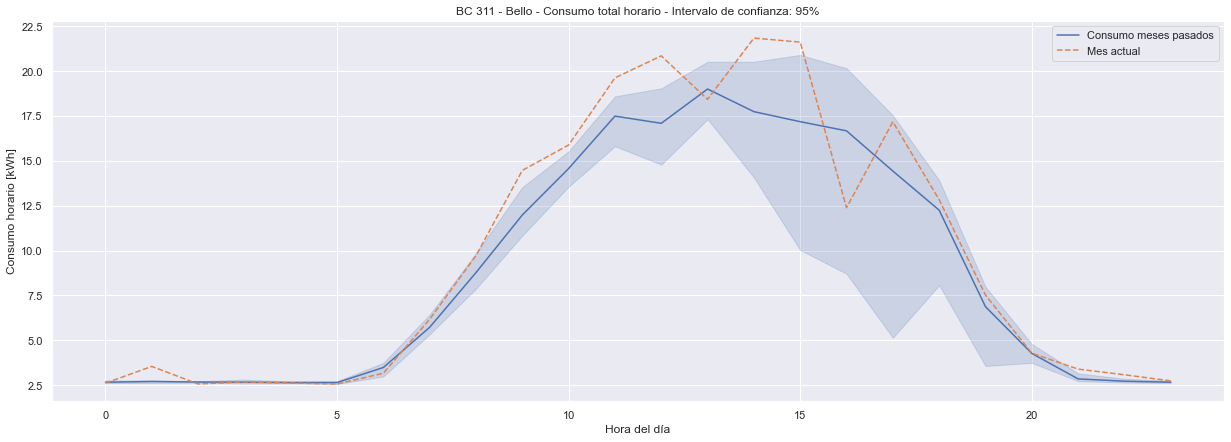 BC 311 - Bello - Consumo total horario - Intervalo de confianza: 95%
Consumo meses pasados
Mes actual
Consumo horario [kWh]
22.5
20.0
17.5
15.0
12.5
10.0
7.5
5.0
2.5
0 5 10 15 20
Hora del día